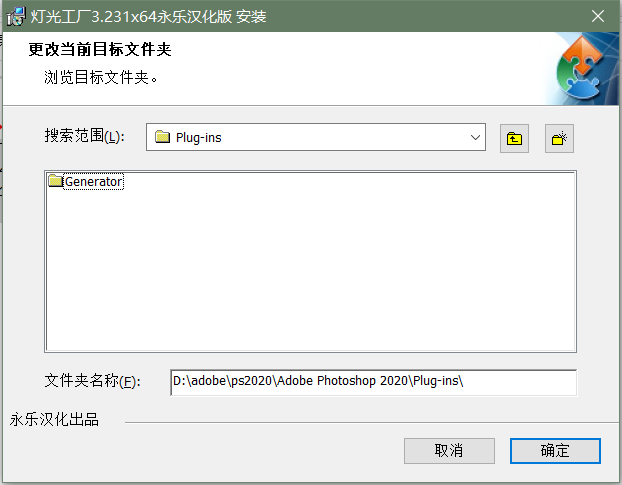 灯光工厂3.231x64永乐汉化版 安装
更改当前目标文件夹
浏览目标文件夹。
搜索范围(L):
Plug-ins
Generator
文件夹名称(F):
D:\adobe\ps2020\Adobe Photoshop 2020\Plug-ins\
永乐汉化出品
取消
确定